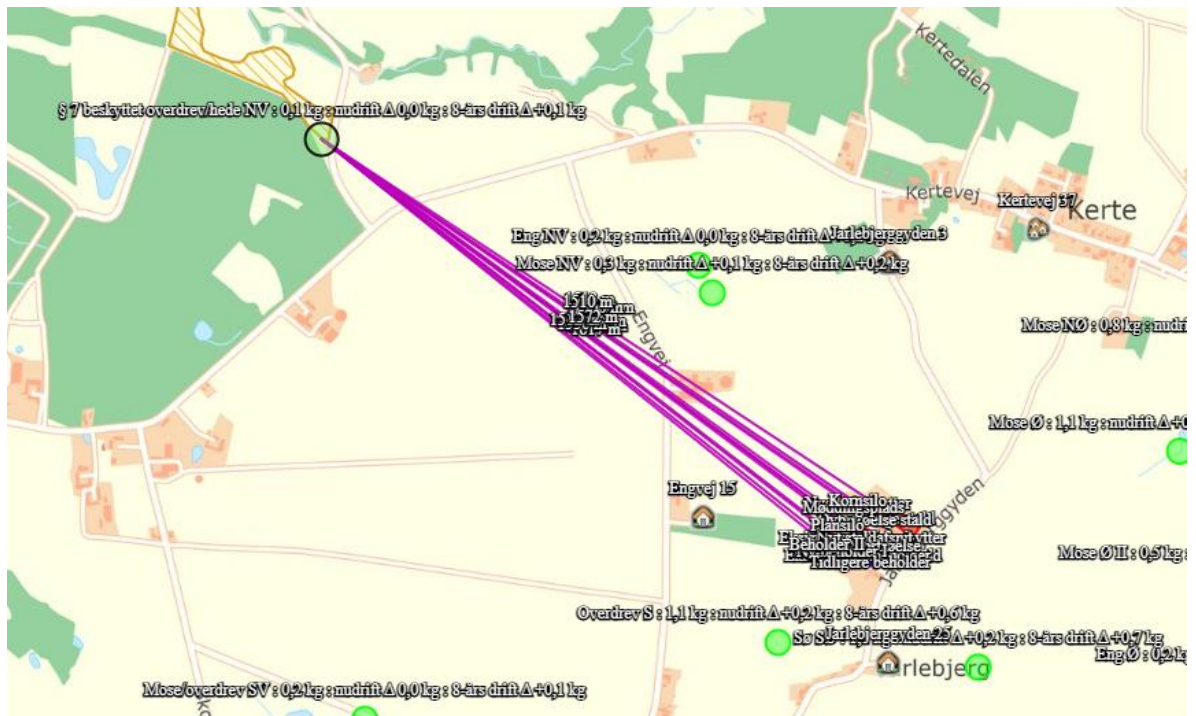 Kertedalen
§ 7 beskyttet overdrev/hede NV : 0,1 kg : nudrift Δ 0,0 kg : 8-års drift Δ +0,1 kg
Kertevej
Kertevej 37
Kerte
Jarlebjerggyden 3
Eng NV : 0,2 kg : nudrift Δ 0,0 kg : 8-års drift
Mose NV : 0,3 kg : nudrift Δ +0,1 kg : 8-års drift Δ +0,2 kg
1510 m
1572 m
Engvej
Mose NØ : 0,8 kg : nudri
Mose Ø : 1,1 kg : nudrift Δ +0
Engvej 15
Kornsilo
Møddingsplads
stald
Plansilo
Beholder II
Tidligere beholder
Mose Ø II : 0,5 kg :
Overdrev S : 1,1 kg : nudrift Δ +0,2 kg : 8-års drift Δ +0,6 kg
Jarlebjerggyden 25
Δ +0,2 kg : 8-års drift Δ +0,7 kg
Eng Ø : 0,2 k
rlebjerg
Mose/overdrev SV : 0,2 kg : nudrift Δ 0,0 kg : 8-års drift Δ +0,1 kg